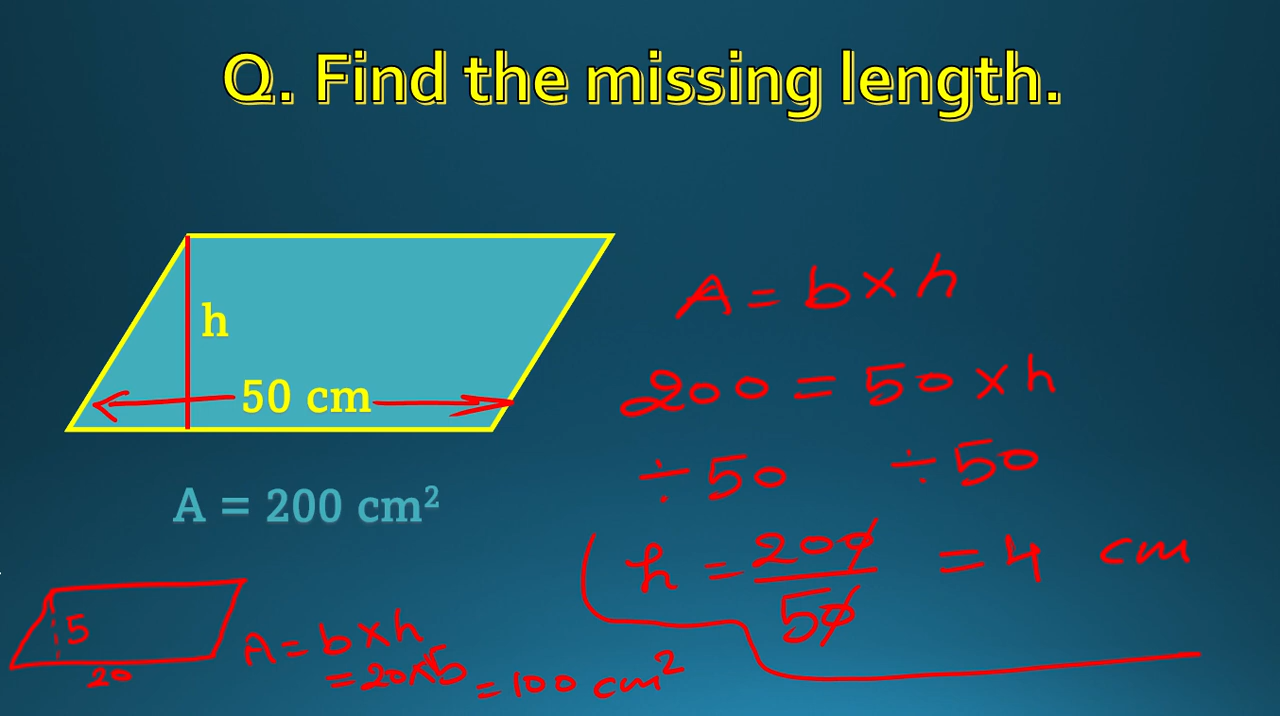 Q. Find the missing length.
h
50 cm
A = 200 cm²
A = b × h
200 = 50 × h
÷ 50 ÷ 50
h = 200/50 = 4 cm
5
20
A = b × h
= 20 × 5 = 100 cm²